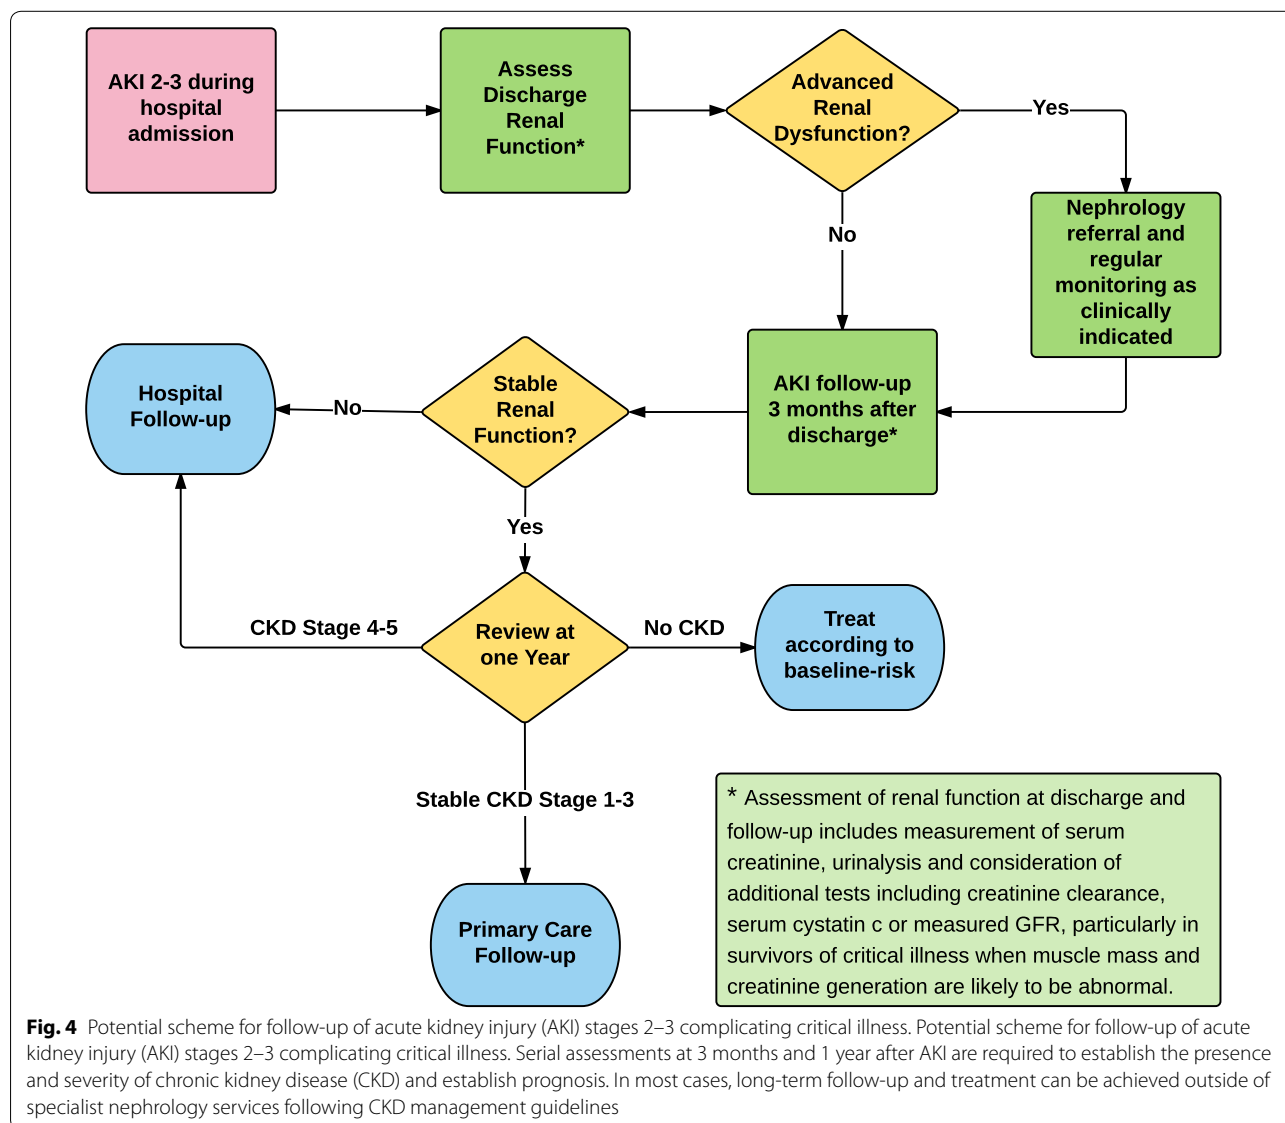 AKI 2-3 during
hospital
admission
Assess
Discharge
Renal
Function*
Advanced
Renal
Dysfunction?
Yes
No
Nephrology
referral and
regular
monitoring as
clinically
indicated
AKI follow-up
3 months after
discharge*
Stable
Renal
Function?
No
Hospital
Follow-up
Yes
Review at
one Year
CKD Stage 4-5
No CKD
Treat
according to
baseline-risk
Stable CKD Stage 1-3
Primary Care
Follow-up
* Assessment of renal function at discharge and
follow-up includes measurement of serum
creatinine, urinalysis and consideration of
additional tests including creatinine clearance,
serum cystatin c or measured GFR, particularly in
survivors of critical illness when muscle mass and
creatinine generation are likely to be abnormal.
Fig. 4 Potential scheme for follow-up of acute kidney injury (AKI) stages 2–3 complicating critical illness. Potential scheme for follow-up of acute
kidney injury (AKI) stages 2–3 complicating critical illness. Serial assessments at 3 months and 1 year after AKI are required to establish the presence
and severity of chronic kidney disease (CKD) and establish prognosis. In most cases, long-term follow-up and treatment can be achieved outside of
specialist nephrology services following CKD management guidelines